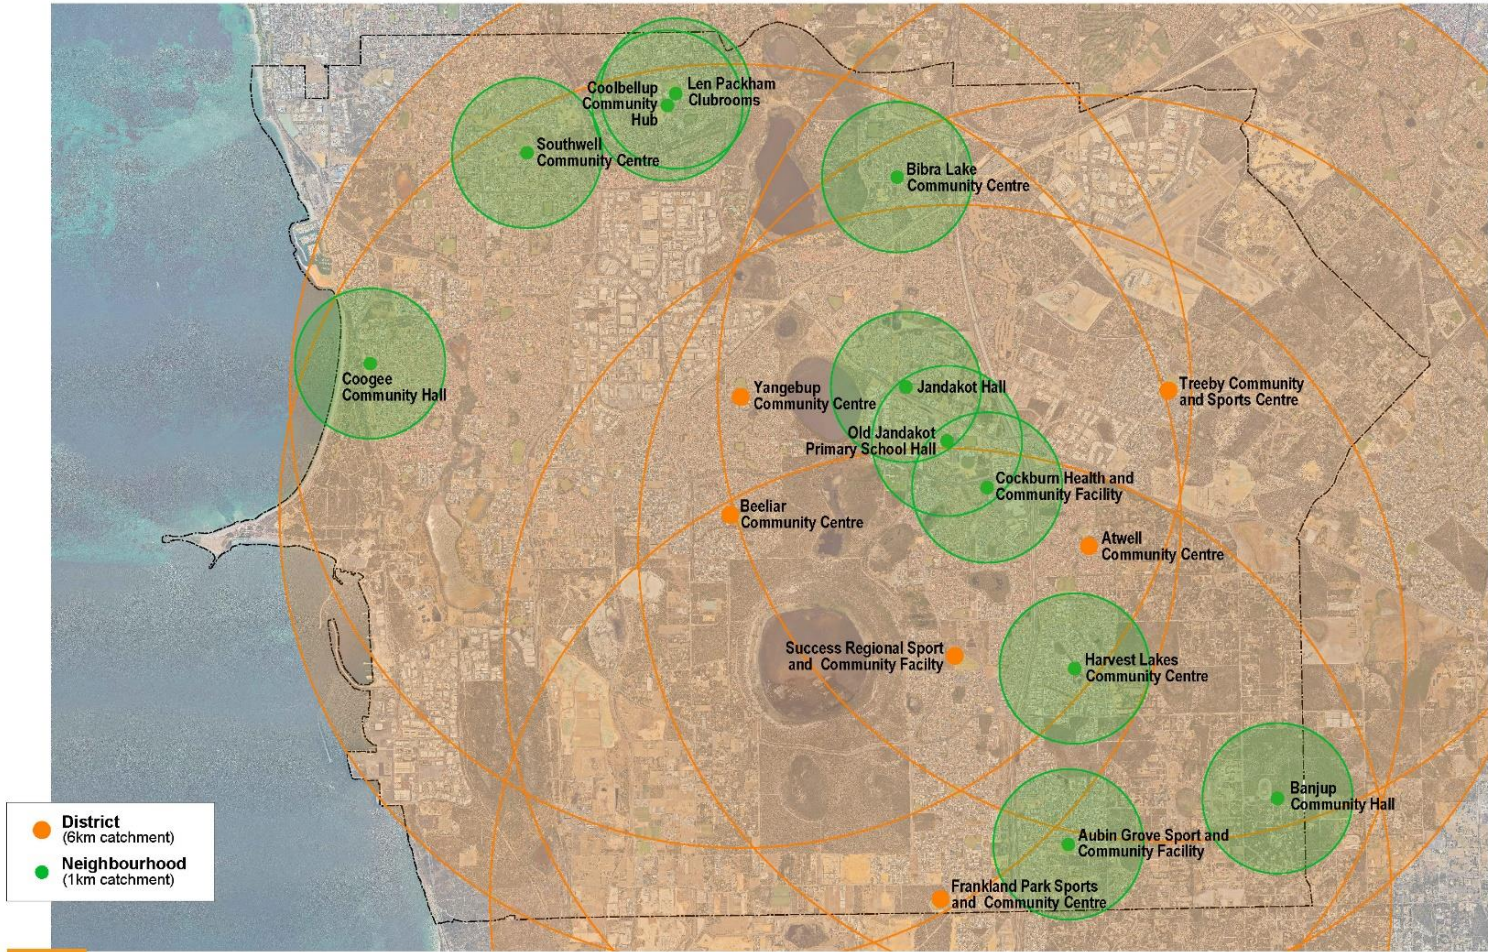 Coolbellup
Community
Hub
Len Packham
Clubrooms
Southwell
Community Centre
Bibra Lake
Community Centre
Coogee
Community Hall
Yangebup
Community Centre
Jandakot Hall
Treeby Community
and Sports Centre
Old Jandakot
Primary School Hall
Cockburn Health and
Community Facility
Beeliar
Community Centre
Atwell
Community Centre
Success Regional Sport
and Community Facilty
Harvest Lakes
Community Centre
Banjup
Community Hall
Aubin Grove Sport and
Community Facility
Frankland Park Sports
and Community Centre
District
(6km catchment)
Neighbourhood
(1km catchment)